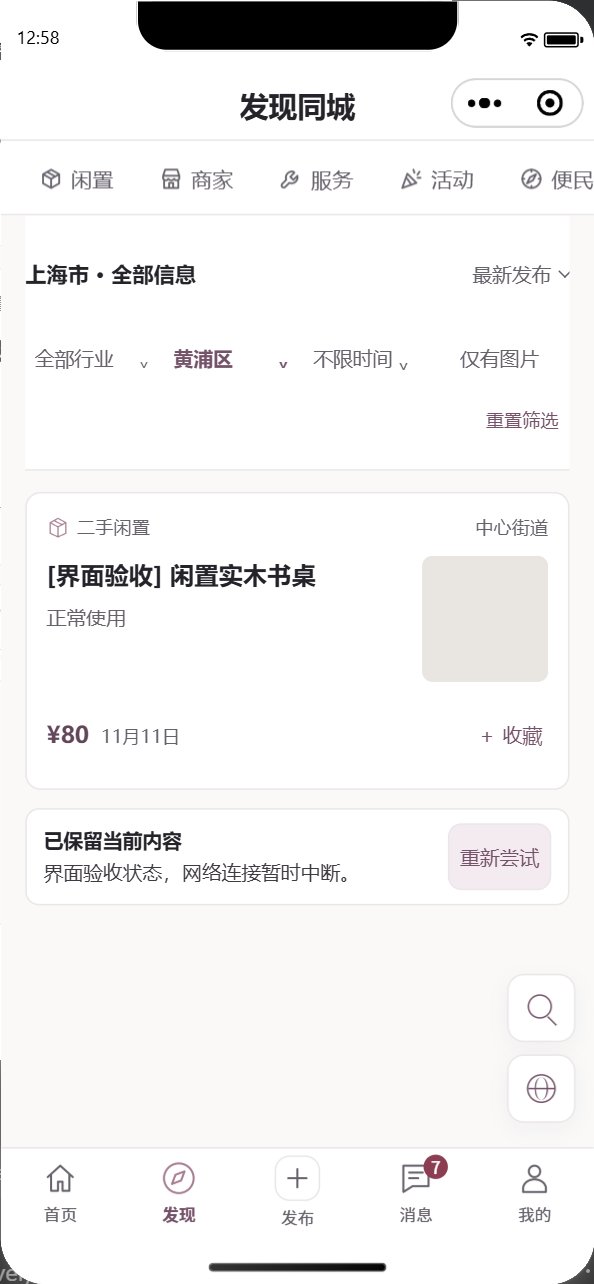 12:58
发现同城
闲置 商家 服务 活动 便民
上海市·全部信息 最新发布
全部行业 黄浦区 不限时间 仅有图片
重置筛选
二手闲置 中心街道
[界面验收] 闲置实木书桌
正常使用
¥80 11月11日 + 收藏
已保留当前内容
界面验收状态，网络连接暂时中断。
重新尝试
7
首页 发现 发布 消息 我的